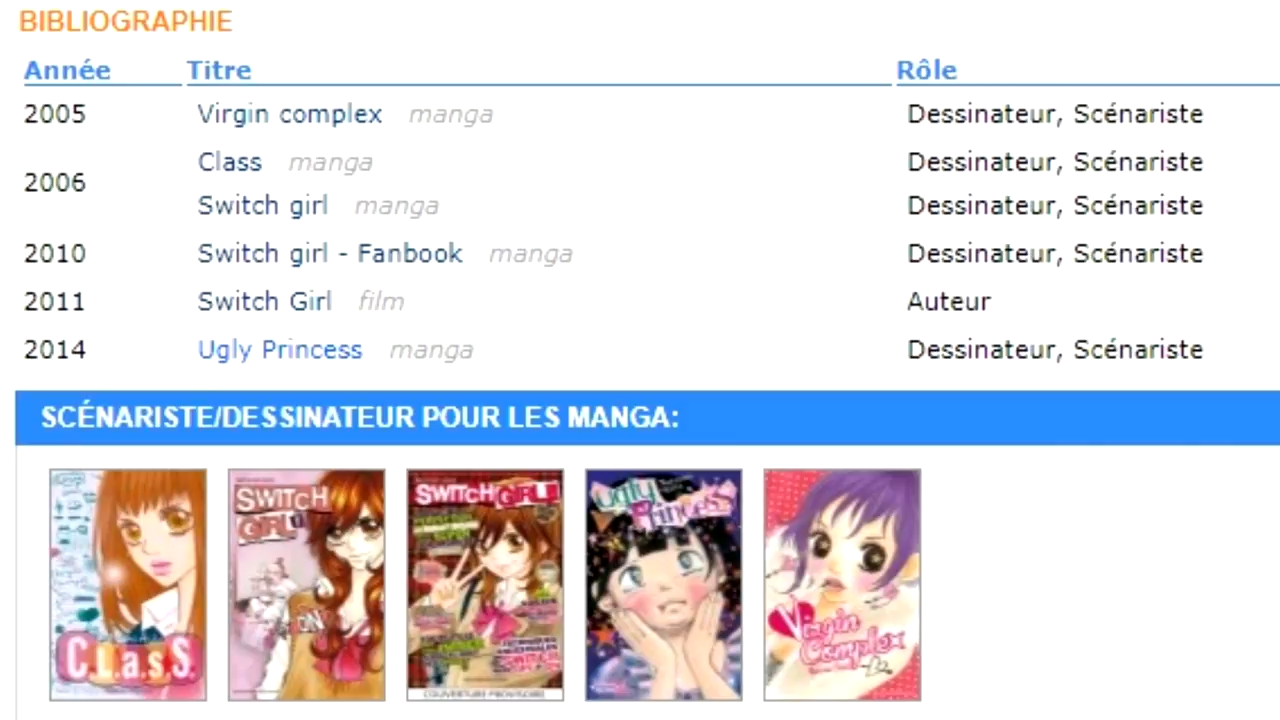 BIBLIOGRAPHIE
Année Titre Rôle
2005 Virgin complex manga Dessinateur, Scénariste
2006 Class manga Dessinateur, Scénariste
Switch girl manga Dessinateur, Scénariste
2010 Switch girl - Fanbook manga Dessinateur, Scénariste
2011 Switch Girl film Auteur
2014 Ugly Princess manga Dessinateur, Scénariste
SCÉNARISTE/DESSINATEUR POUR LES MANGA:
C.L.a.s.S.
SWITCH
GIRL!!
SWITCH GIRL!!
COUVERTURE PROVISOIRE
Ugly
Princess
Virgin
Complex